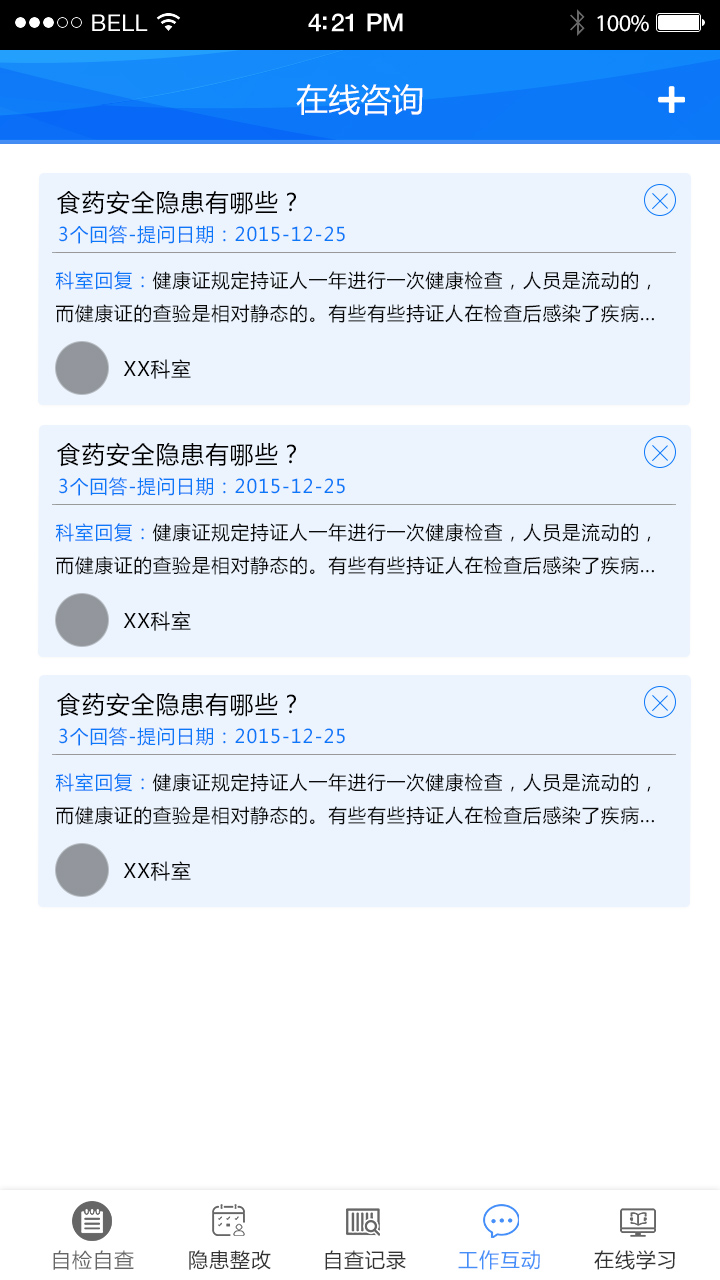 BELL 4:21 PM 100%
在线咨询
食药安全隐患有哪些？
3个回答-提问日期：2015-12-25
科室回复：健康证规定持证人一年进行一次健康检查，人员是流动的，
而健康证的查验是相对静态的。有些有些持证人在检查后感染了疾病...
XX科室
食药安全隐患有哪些？
3个回答-提问日期：2015-12-25
科室回复：健康证规定持证人一年进行一次健康检查，人员是流动的，
而健康证的查验是相对静态的。有些有些持证人在检查后感染了疾病...
XX科室
食药安全隐患有哪些？
3个回答-提问日期：2015-12-25
科室回复：健康证规定持证人一年进行一次健康检查，人员是流动的，
而健康证的查验是相对静态的。有些有些持证人在检查后感染了疾病...
XX科室
自检自查 隐患整改 自查记录 工作互动 在线学习